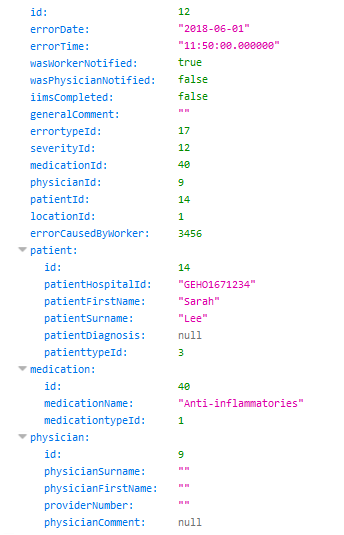 id: 12
errorDate: "2018-06-01"
errorTime: "11:50:00.000000"
wasWorkerNotified: true
wasPhysicianNotified: false
iimsCompleted: false
generalComment: ""
errortypeId: 17
severityId: 12
medicationId: 40
physicianId: 9
patientId: 14
locationId: 1
errorCausedByWorker: 3456
patient:
id: 14
patientHospitalId: "GEHO1671234"
patientFirstName: "Sarah"
patientSurname: "Lee"
patientDiagnosis: null
patienttypeId: 3
medication:
id: 40
medicationName: "Anti-inflammatories"
medicationtypeId: 1
physician:
id: 9
physicianSurname: ""
physicianFirstName: ""
providerNumber: ""
physicianComment: null